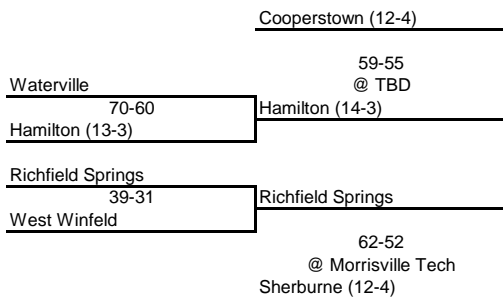 Cooperstown (12-4)
59-55
Waterville
@ TBD
70-60
Hamilton (14-3)
Hamilton (13-3)
Richfield Springs
39-31
Richfield Springs
West Winfeld
62-52
@ Morrisville Tech
Sherburne (12-4)